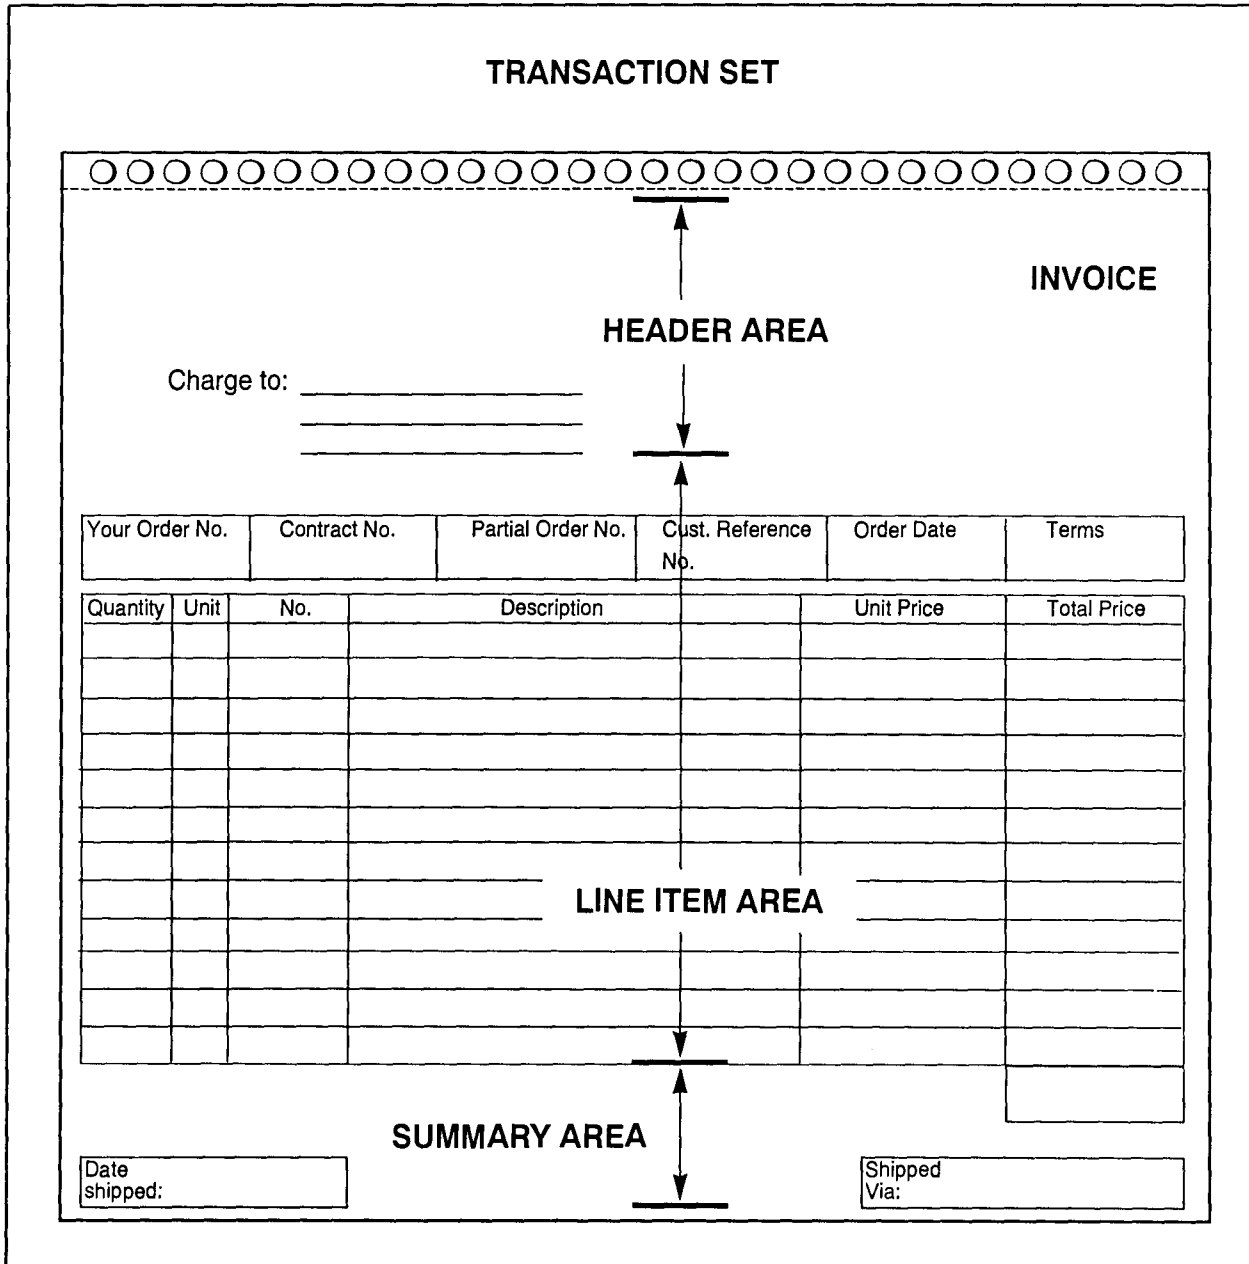 TRANSACTION SET
INVOICE
HEADER AREA
Charge to:
Your Order No. Contract No. Partial Order No. Cust. Reference No. Order Date Terms
Quantity Unit No. Description Unit Price Total Price
LINE ITEM AREA
SUMMARY AREA
Date
shipped:
Shipped
Via: